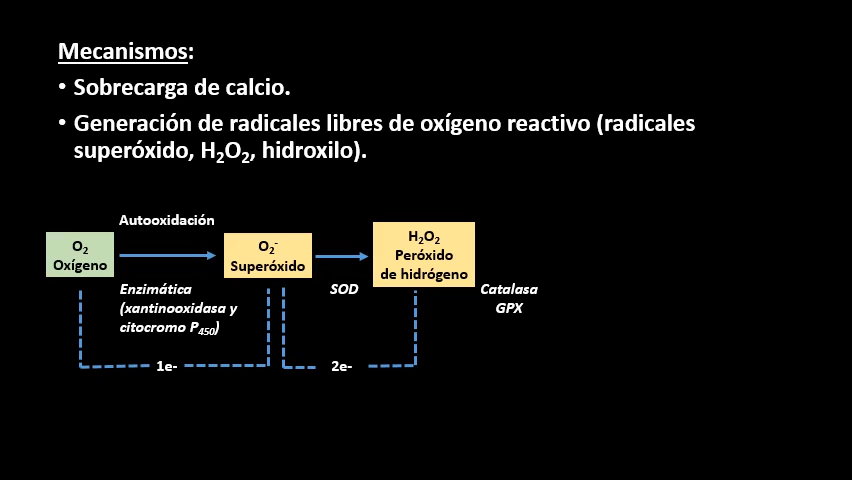 Mecanismos:
• Sobrecarga de calcio.
• Generación de radicales libres de oxígeno reactivo (radicales
superóxido, H₂O₂, hidroxilo).
Autooxidación
O₂
Oxígeno
O₂⁻
Superóxido
H₂O₂
Peróxido
de hidrógeno
Enzimática
(xantinooxidasa y
citocromo P₄₅₀)
SOD
Catalasa
GPX
1e-
2e-